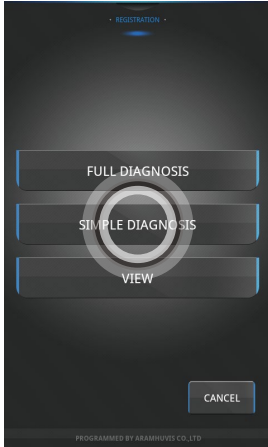 • REGISTRATION •
FULL DIAGNOSIS
SIMPLE DIAGNOSIS
VIEW
CANCEL
PROGRAMMED BY ARAMHUVIS CO.,LTD